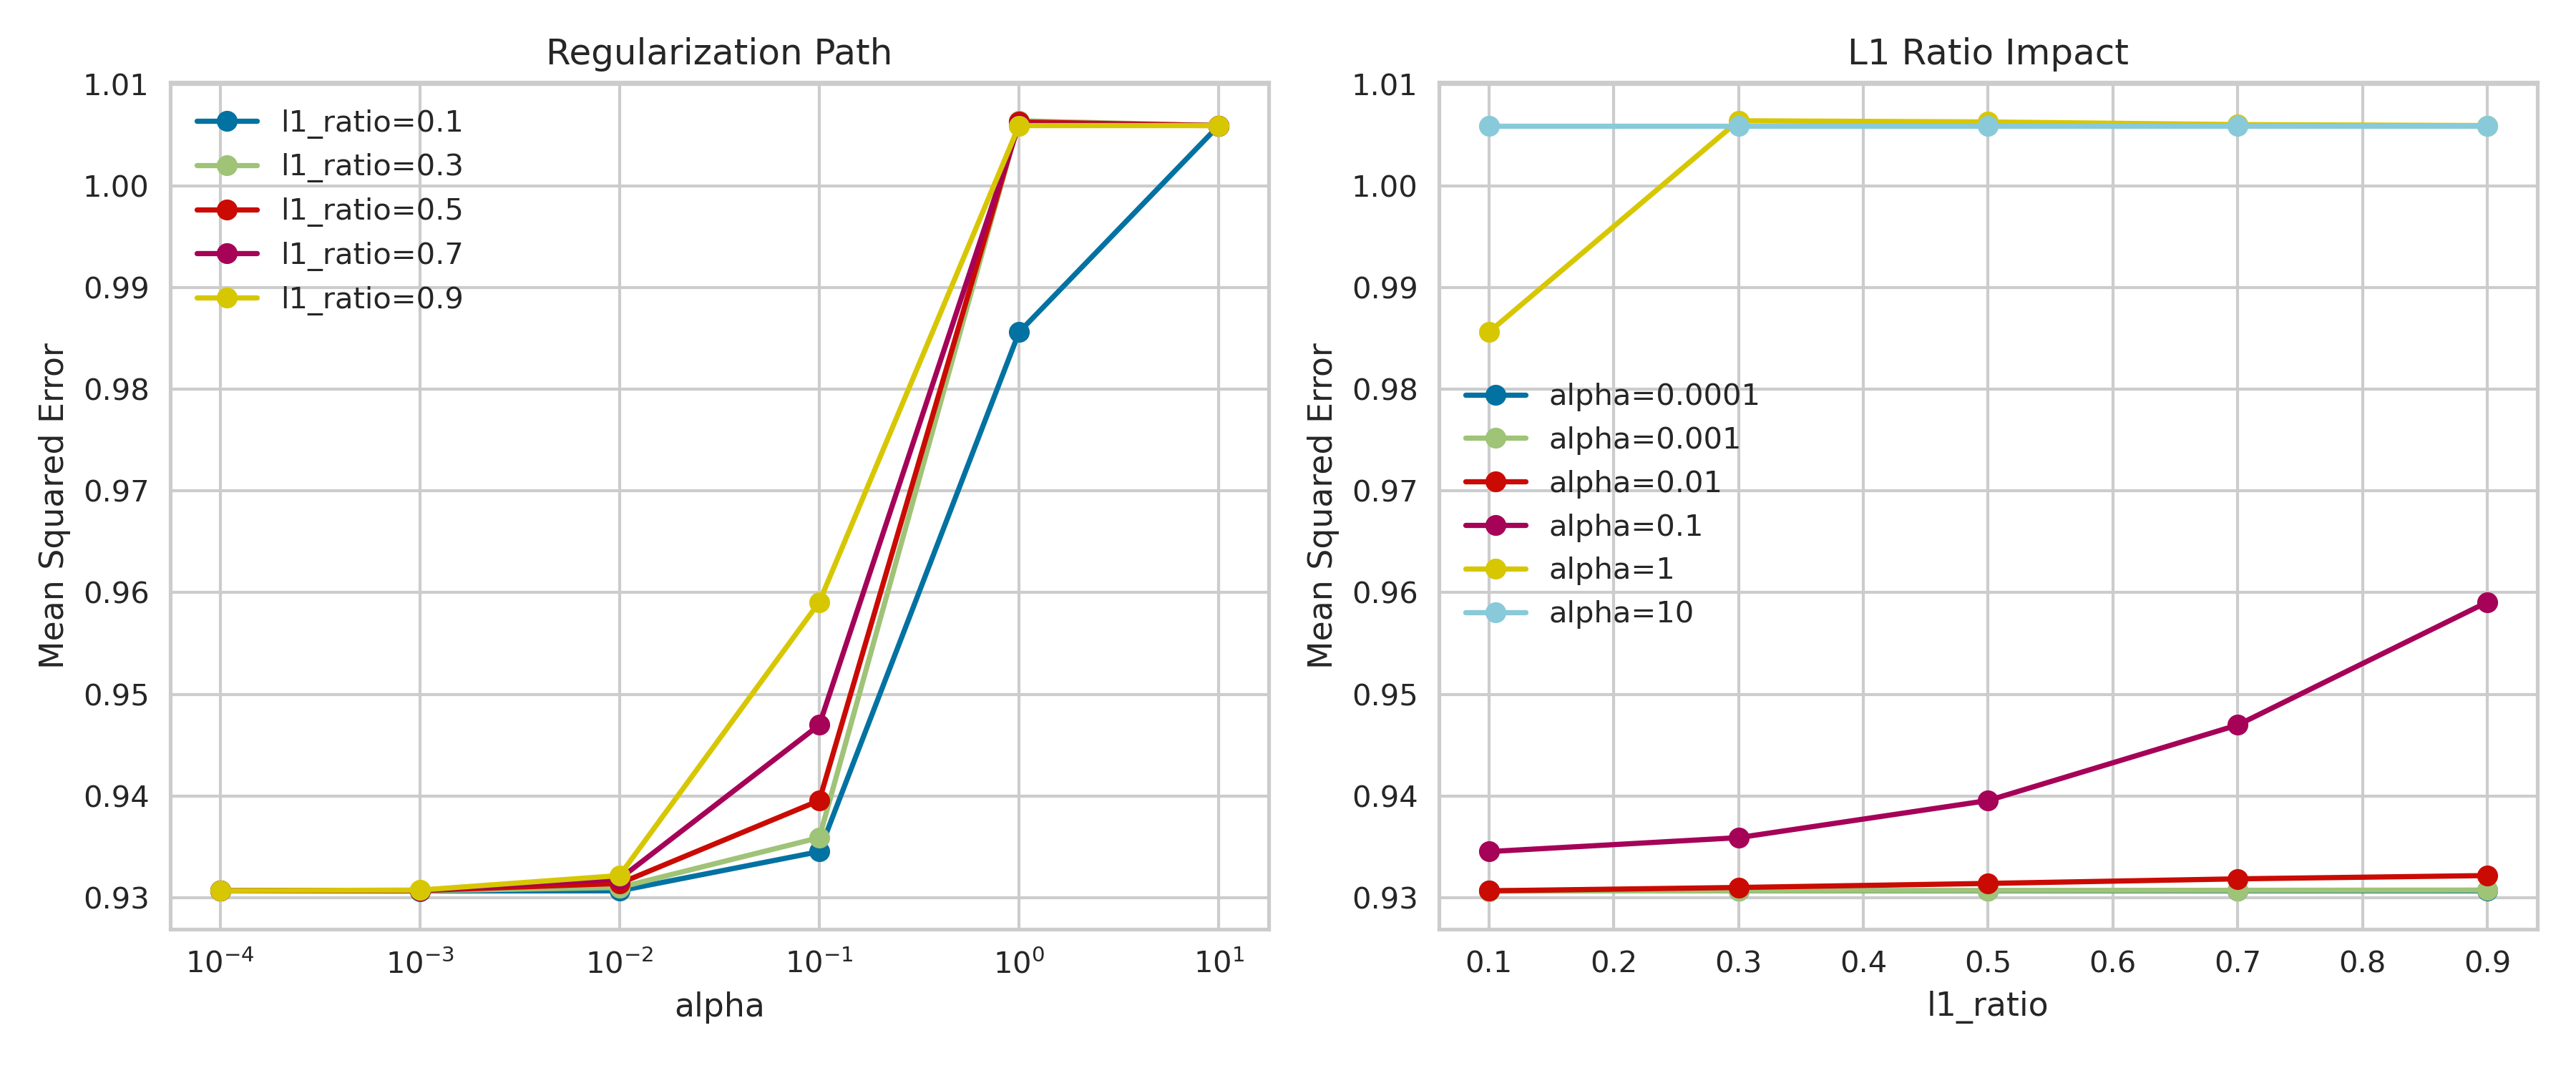 Regularization Path
1.01
1.00
0.99
0.98
0.97
0.96
0.95
0.94
0.93
Mean Squared Error
l1_ratio=0.1
l1_ratio=0.3
l1_ratio=0.5
l1_ratio=0.7
l1_ratio=0.9
10⁻⁴ 10⁻³ 10⁻² 10⁻¹ 10⁰ 10¹
alpha
L1 Ratio Impact
1.01
1.00
0.99
0.98
0.97
0.96
0.95
0.94
0.93
Mean Squared Error
alpha=0.0001
alpha=0.001
alpha=0.01
alpha=0.1
alpha=1
alpha=10
0.1 0.2 0.3 0.4 0.5 0.6 0.7 0.8 0.9
l1_ratio